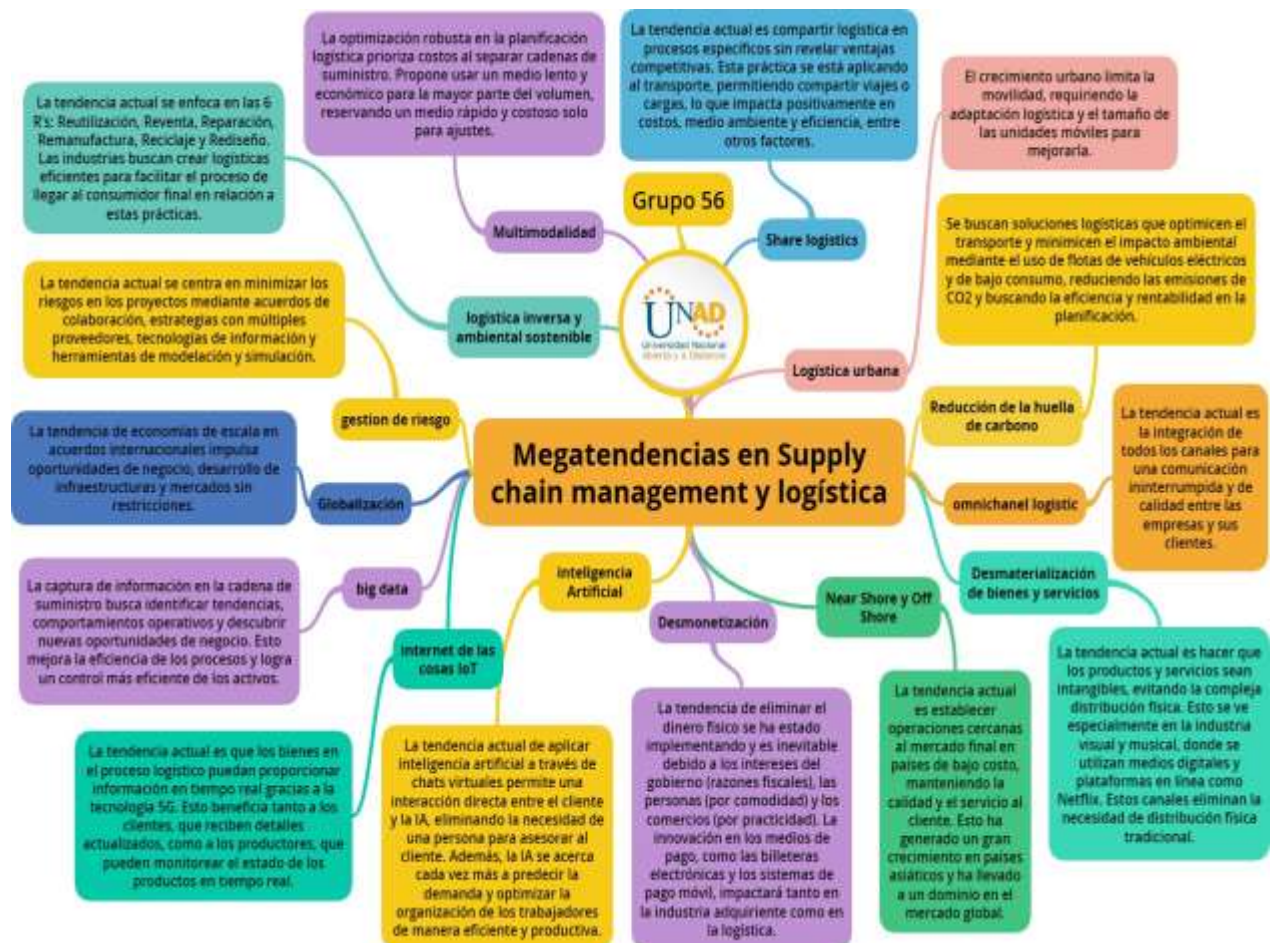 La optimización robusta en la planificación
logística prioriza costos al separar cadenas de
suministro. Propone usar un medio lento y
económico para la mayor parte del volumen,
reservando un medio rápido y costoso solo
para ajustes.
Multimodalidad
La tendencia actual es compartir logística en
procesos específicos sin revelar ventajas
competitivas. Esta práctica se está aplicando
al transporte, permitiendo compartir viajes o
cargas, lo que impacta positivamente en
costos, medio ambiente y eficiencia, entre
otros factores.
Share logistics
Grupo 56
UNAD
Universidad Nacional
Abierta y a Distancia
El crecimiento urbano limita la
movilidad, requiriendo la
adaptación logística y el tamaño de
las unidades móviles para
mejorarla.
Logística urbana
La tendencia actual se enfoca en las 6
R's: Reutilización, Reventa, Reparación,
Remanufactura, Reciclaje y Rediseño.
Las industrias buscan crear logísticas
eficientes para facilitar el proceso de
llegar al consumidor final en relación a
estas prácticas.
logística inversa y
ambiental sostenible
Se buscan soluciones logísticas que optimicen el
transporte y minimicen el impacto ambiental
mediante el uso de flotas de vehículos eléctricos
y de bajo consumo, reduciendo las emisiones de
CO2 y buscando la eficiencia y rentabilidad en la
planificación.
Reducción de la huella
de carbono
La tendencia actual se centra en minimizar los
riesgos en los proyectos mediante acuerdos de
colaboración, estrategias con múltiples
proveedores, tecnologías de información y
herramientas de modelación y simulación.
gestion de riesgo
Megatendencias en Supply
chain management y logística
La tendencia actual es
la integración de
todos los canales para
una comunicación
ininterrumpida y de
calidad entre las
empresas y sus
clientes.
omnichanel logistic
La tendencia de economías de escala en
acuerdos internacionales impulsa
oportunidades de negocio, desarrollo de
infraestructuras y mercados sin
restricciones.
Globalización
La captura de información en la cadena de
suministro busca identificar tendencias,
comportamientos operativos y descubrir
nuevas oportunidades de negocio. Esto
mejora la eficiencia de los procesos y logra
un control más eficiente de los activos.
big data
internet de las
cosas IoT
La tendencia actual es que los bienes en
el proceso logístico puedan proporcionar
información en tiempo real gracias a la
tecnología 5G. Esto beneficia tanto a los
clientes, que reciben detalles
actualizados, como a los productores, que
pueden monitorear el estado de los
productos en tiempo real.
inteligencia
Artificial
La tendencia actual de aplicar
inteligencia artificial a través de
chats virtuales permite una
interacción directa entre el cliente
y la IA, eliminando la necesidad de
una persona para asesorar al
cliente. Además, la IA se acerca
cada vez más a predecir la
demanda y optimizar la
organización de los trabajadores
de manera eficiente y productiva.
Desmonetización
La tendencia de eliminar el
dinero físico se ha estado
implementando y es inevitable
debido a los intereses del
gobierno (razones fiscales), las
personas (por comodidad) y los
comercios (por practicidad). La
innovación en los medios de
pago, como las billeteras
electrónicas y los sistemas de
pago móvil, impactará tanto en
la industria adquiriente como en
la logística.
Near Shore y Off
Shore
La tendencia actual
es establecer
operaciones cercanas
al mercado final en
países de bajo costo,
manteniendo la
calidad y el servicio al
cliente. Esto ha
generado un gran
crecimiento en países
asiáticos y ha llevado
a un dominio en el
mercado global.
Desmaterialización
de bienes y servicios
La tendencia actual es hacer que
los productos y servicios sean
intangibles, evitando la compleja
distribución física. Esto se ve
especialmente en la industria
visual y musical, donde se
utilizan medios digitales y
plataformas en línea como
Netflix. Estos canales eliminan la
necesidad de distribución física
tradicional.